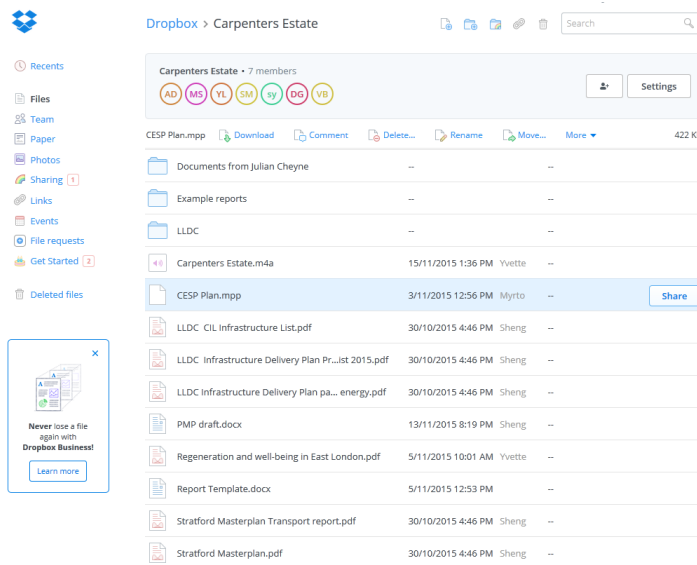 Dropbox > Carpenters Estate
Search
Recents
Files
Team
Paper
Photos
Sharing 1
Links
Events
File requests
Get Started 2
Deleted files
×
Never lose a file
again with
Dropbox Business!
Learn more
Carpenters Estate • 7 members
AD MS YL SM sy DG VB
Settings
CESP Plan.mpp Download Comment Delete... Rename Move... More 422 K
Documents from Julian Cheyne -- --
Example reports -- --
LLDC -- --
Carpenters Estate.m4a 15/11/2015 1:36 PM Yvette --
CESP Plan.mpp 3/11/2015 12:56 PM Myrto -- Share
LLDC CIL Infrastructure List.pdf 30/10/2015 4:46 PM Sheng --
LLDC Infrastructure Delivery Plan Pr...ist 2015.pdf 30/10/2015 4:46 PM Sheng --
LLDC Infrastructure Delivery Plan pa... energy.pdf 30/10/2015 4:46 PM Sheng --
PMP draft.docx 13/11/2015 8:19 PM Sheng --
Regeneration and well-being in East London.pdf 5/11/2015 10:01 AM Yvette --
Report Template.docx 5/11/2015 12:53 PM --
Stratford Masterplan Transport report.pdf 30/10/2015 4:46 PM Sheng --
Stratford Masterplan.pdf 30/10/2015 4:46 PM Sheng --